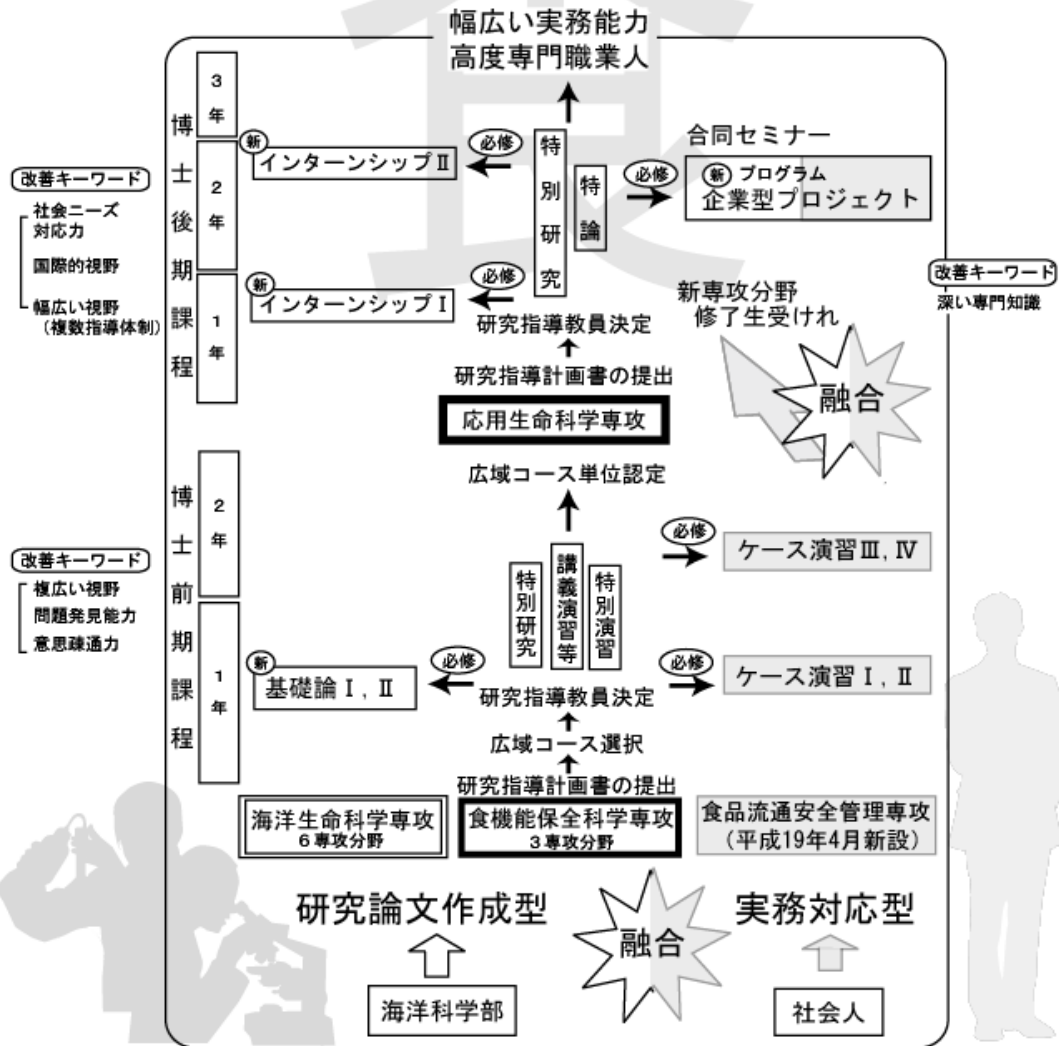 食
幅広い実務能力
高度専門職業人
博士後期課程
3年
2年
1年
改善キーワード
社会ニーズ
対応力
国際的視野
幅広い視野
(複数指導体制)
新
インターンシップⅡ
必修
特別研究
特論
必修
合同セミナー
新 プログラム
企業型プロジェクト
新
インターンシップⅠ
必修
研究指導教員決定
研究指導計画書の提出
応用生命科学専攻
新専攻分野
修了生受けれ
融合
改善キーワード
深い専門知識
広域コース単位認定
博士前期課程
2年
1年
改善キーワード
複広い視野
問題発見能力
意思疎通力
特別研究
講義演習等
特別演習
必修
ケース演習Ⅲ, Ⅳ
新
基礎論Ⅰ, Ⅱ
必修
必修
ケース演習Ⅰ, Ⅱ
研究指導教員決定
広域コース選択
研究指導計画書の提出
海洋生命科学専攻
6専攻分野
食機能保全科学専攻
3専攻分野
食品流通安全管理専攻
(平成19年4月新設)
研究論文作成型
融合
実務対応型
海洋科学部
社会人